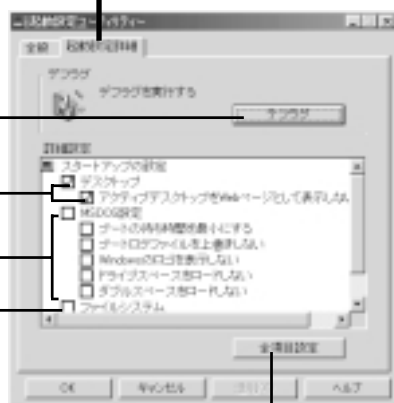 起動設定ユーティリティー
全般 起動設定詳細
デフラグ
デフラグを実行する
デフラグ
詳細設定
スタートアップの設定
デスクトップ
アクティブデスクトップをWebページとして表示しな
MSDOS設定
ブートの待ち時間を最小にする
ブートログファイルを上書きしない
Windowsのロゴを表示しない
ドライブスペースをロードしない
ダブルスペースをロードしない
ファイルシステム
全項目設定
OK キャンセル ヘルプ